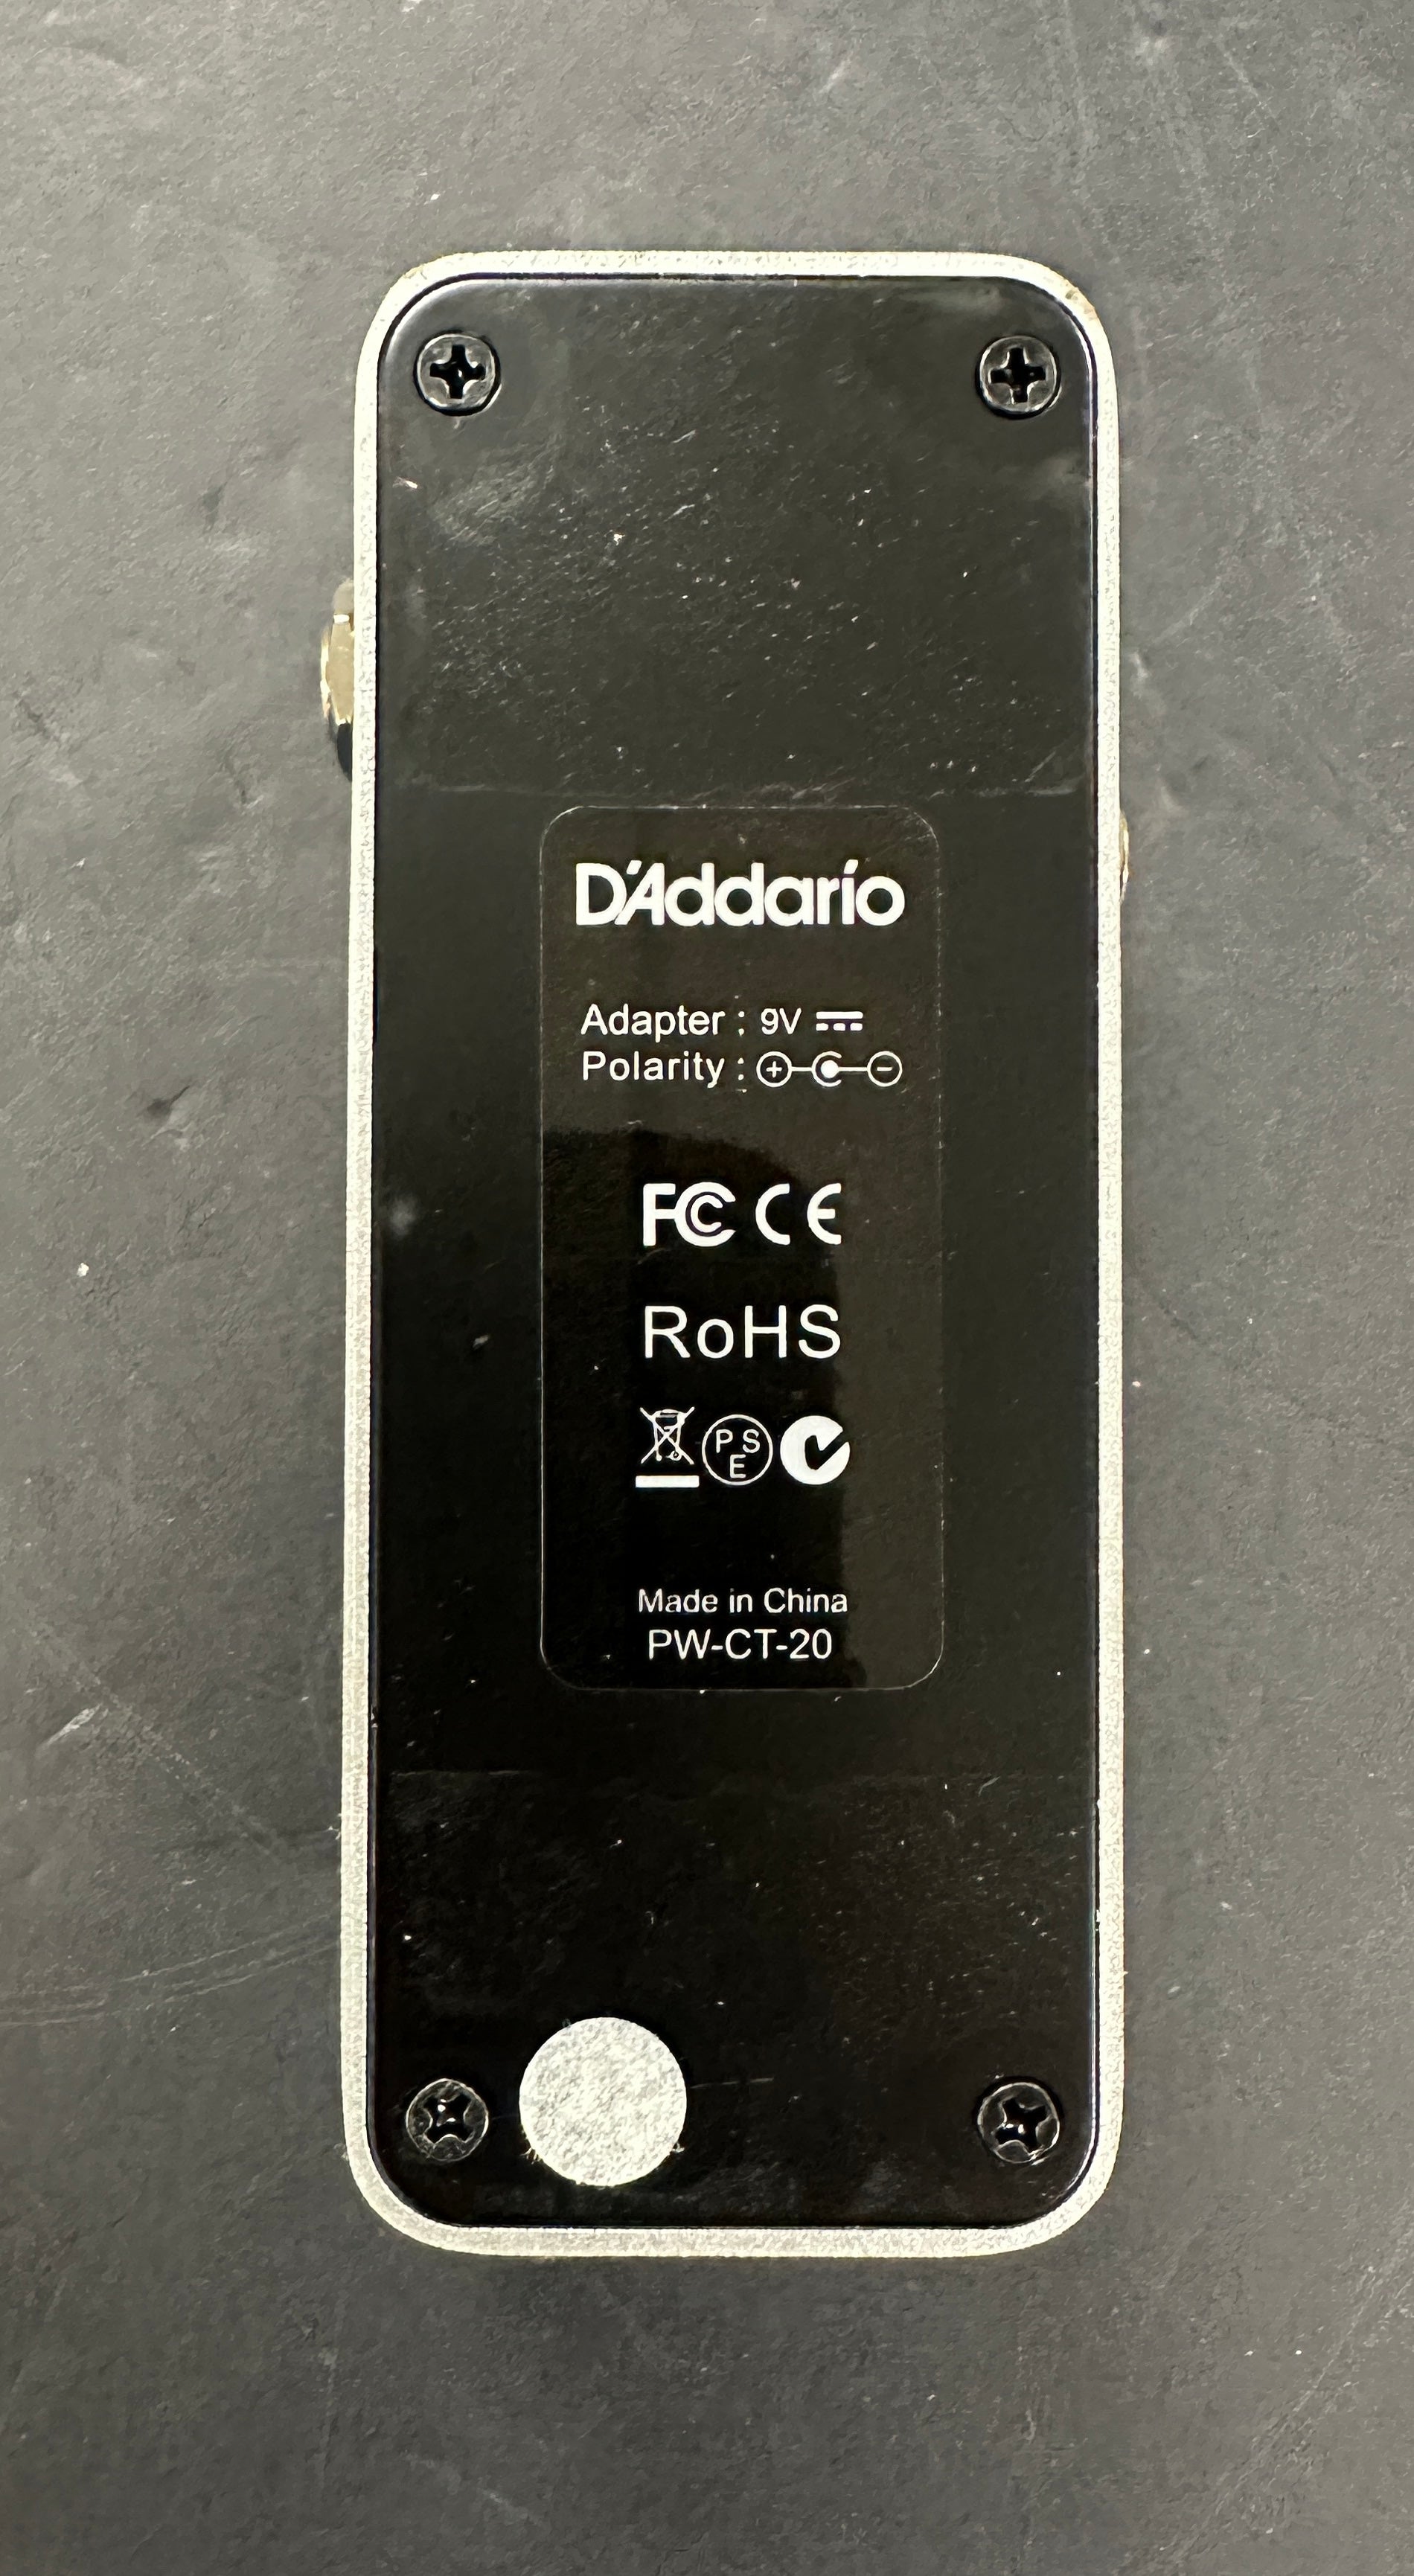 D'Addario
Adapter : 9V
Polarity :
FC CE
RoHS
PSE
Made in China
PW-CT-20